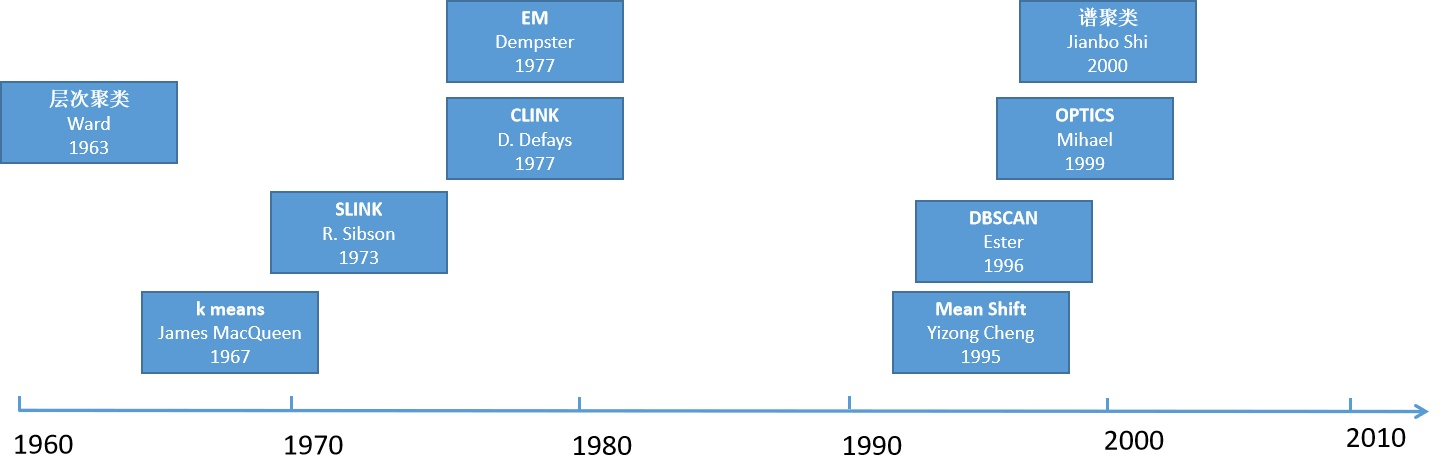 层次聚类
Ward
1963
k means
James MacQueen
1967
SLINK
R. Sibson
1973
EM
Dempster
1977
CLINK
D. Defays
1977
Mean Shift
Yizong Cheng
1995
DBSCAN
Ester
1996
OPTICS
Mihael
1999
谱聚类
Jianbo Shi
2000
1960
1970
1980
1990
2000
2010